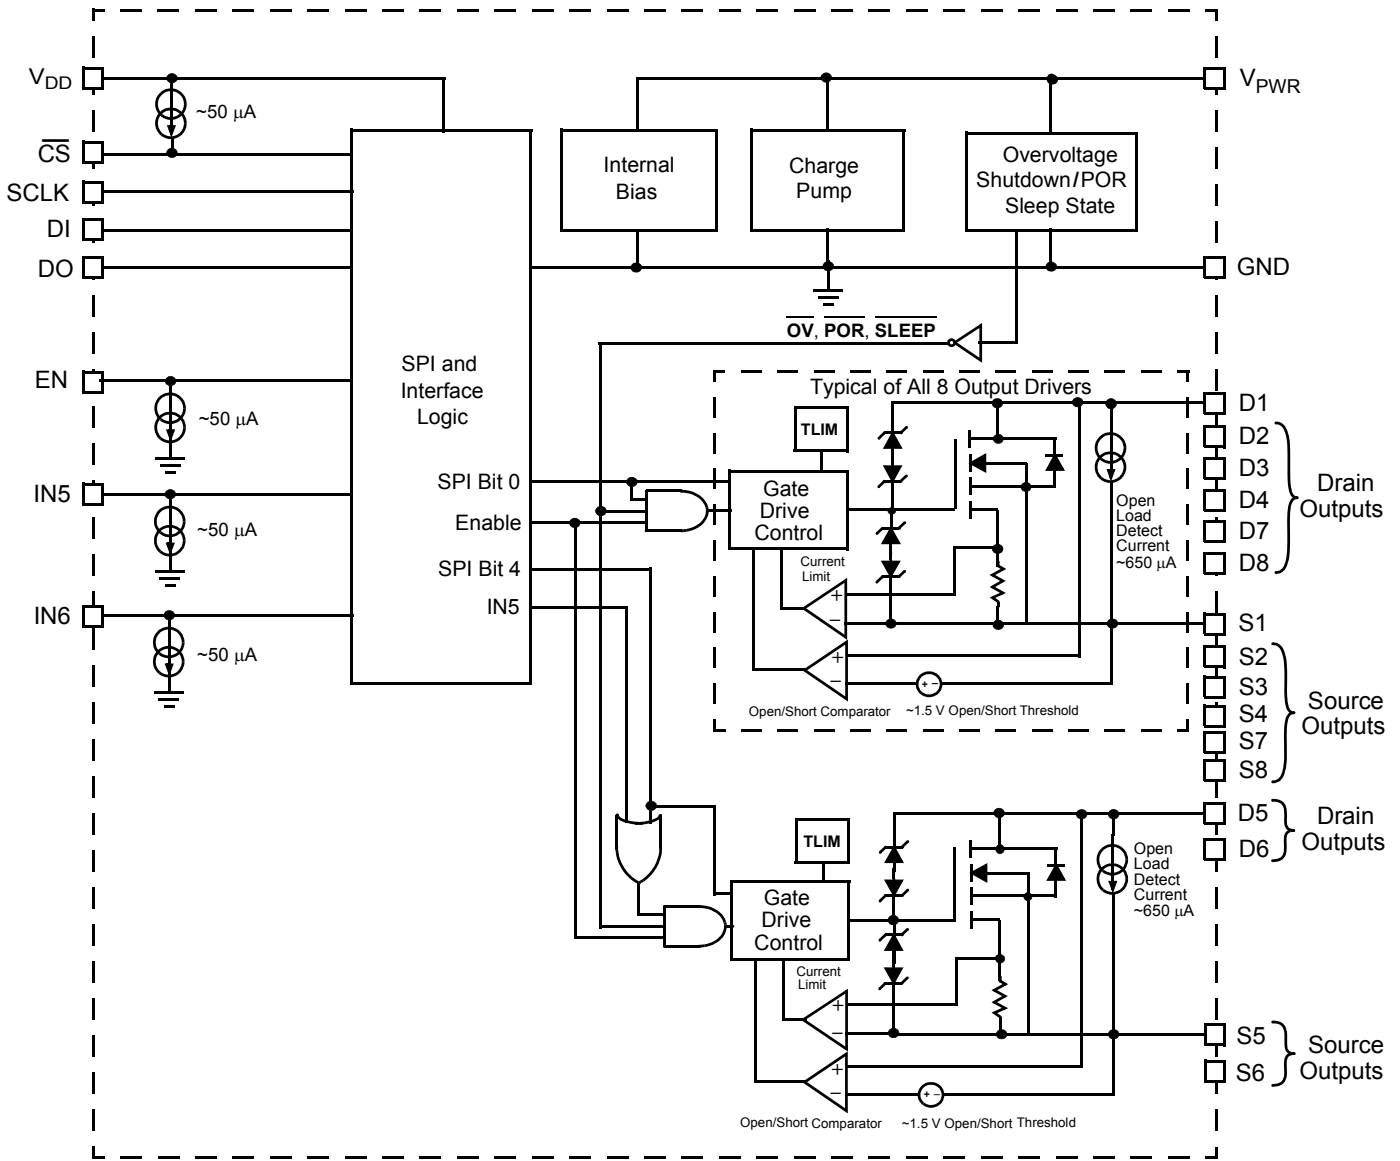 VDD
~50 μA
CS
SCLK
DI
DO
EN
~50 μA
IN5
~50 μA
IN6
~50 μA
SPI and
Interface
Logic
SPI Bit 0
Enable
SPI Bit 4
IN5
Internal
Bias
Charge
Pump
Overvoltage
Shutdown/POR
Sleep State
VPWR
GND
OV, POR, SLEEP
Typical of All 8 Output Drivers
TLIM
Gate
Drive
Control
Current
Limit
+
−
+
−
+ −
Open
Load
Detect
Current
~650 μA
Open/Short Comparator
~1.5 V Open/Short Threshold
D1
D2
D3
D4
D7
D8
Drain
Outputs
S1
S2
S3
S4
S7
S8
Source
Outputs
TLIM
Gate
Drive
Control
Current
Limit
+
−
+
−
+ −
Open
Load
Detect
Current
~650 μA
Open/Short Comparator
~1.5 V Open/Short Threshold
D5
D6
Drain
Outputs
S5
S6
Source
Outputs